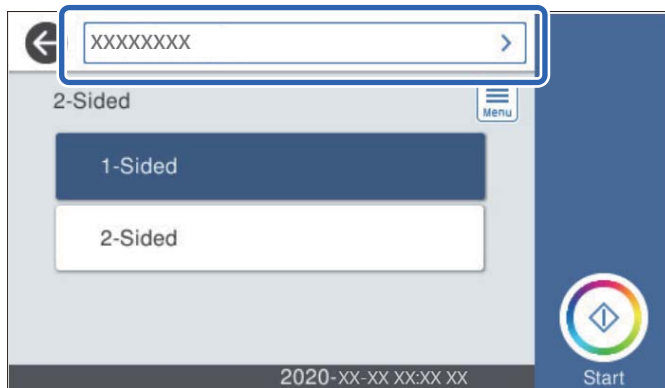 XXXXXXXX
2-Sided
Menu
1-Sided
2-Sided
2020-XX-XX XX:XX XX
Start